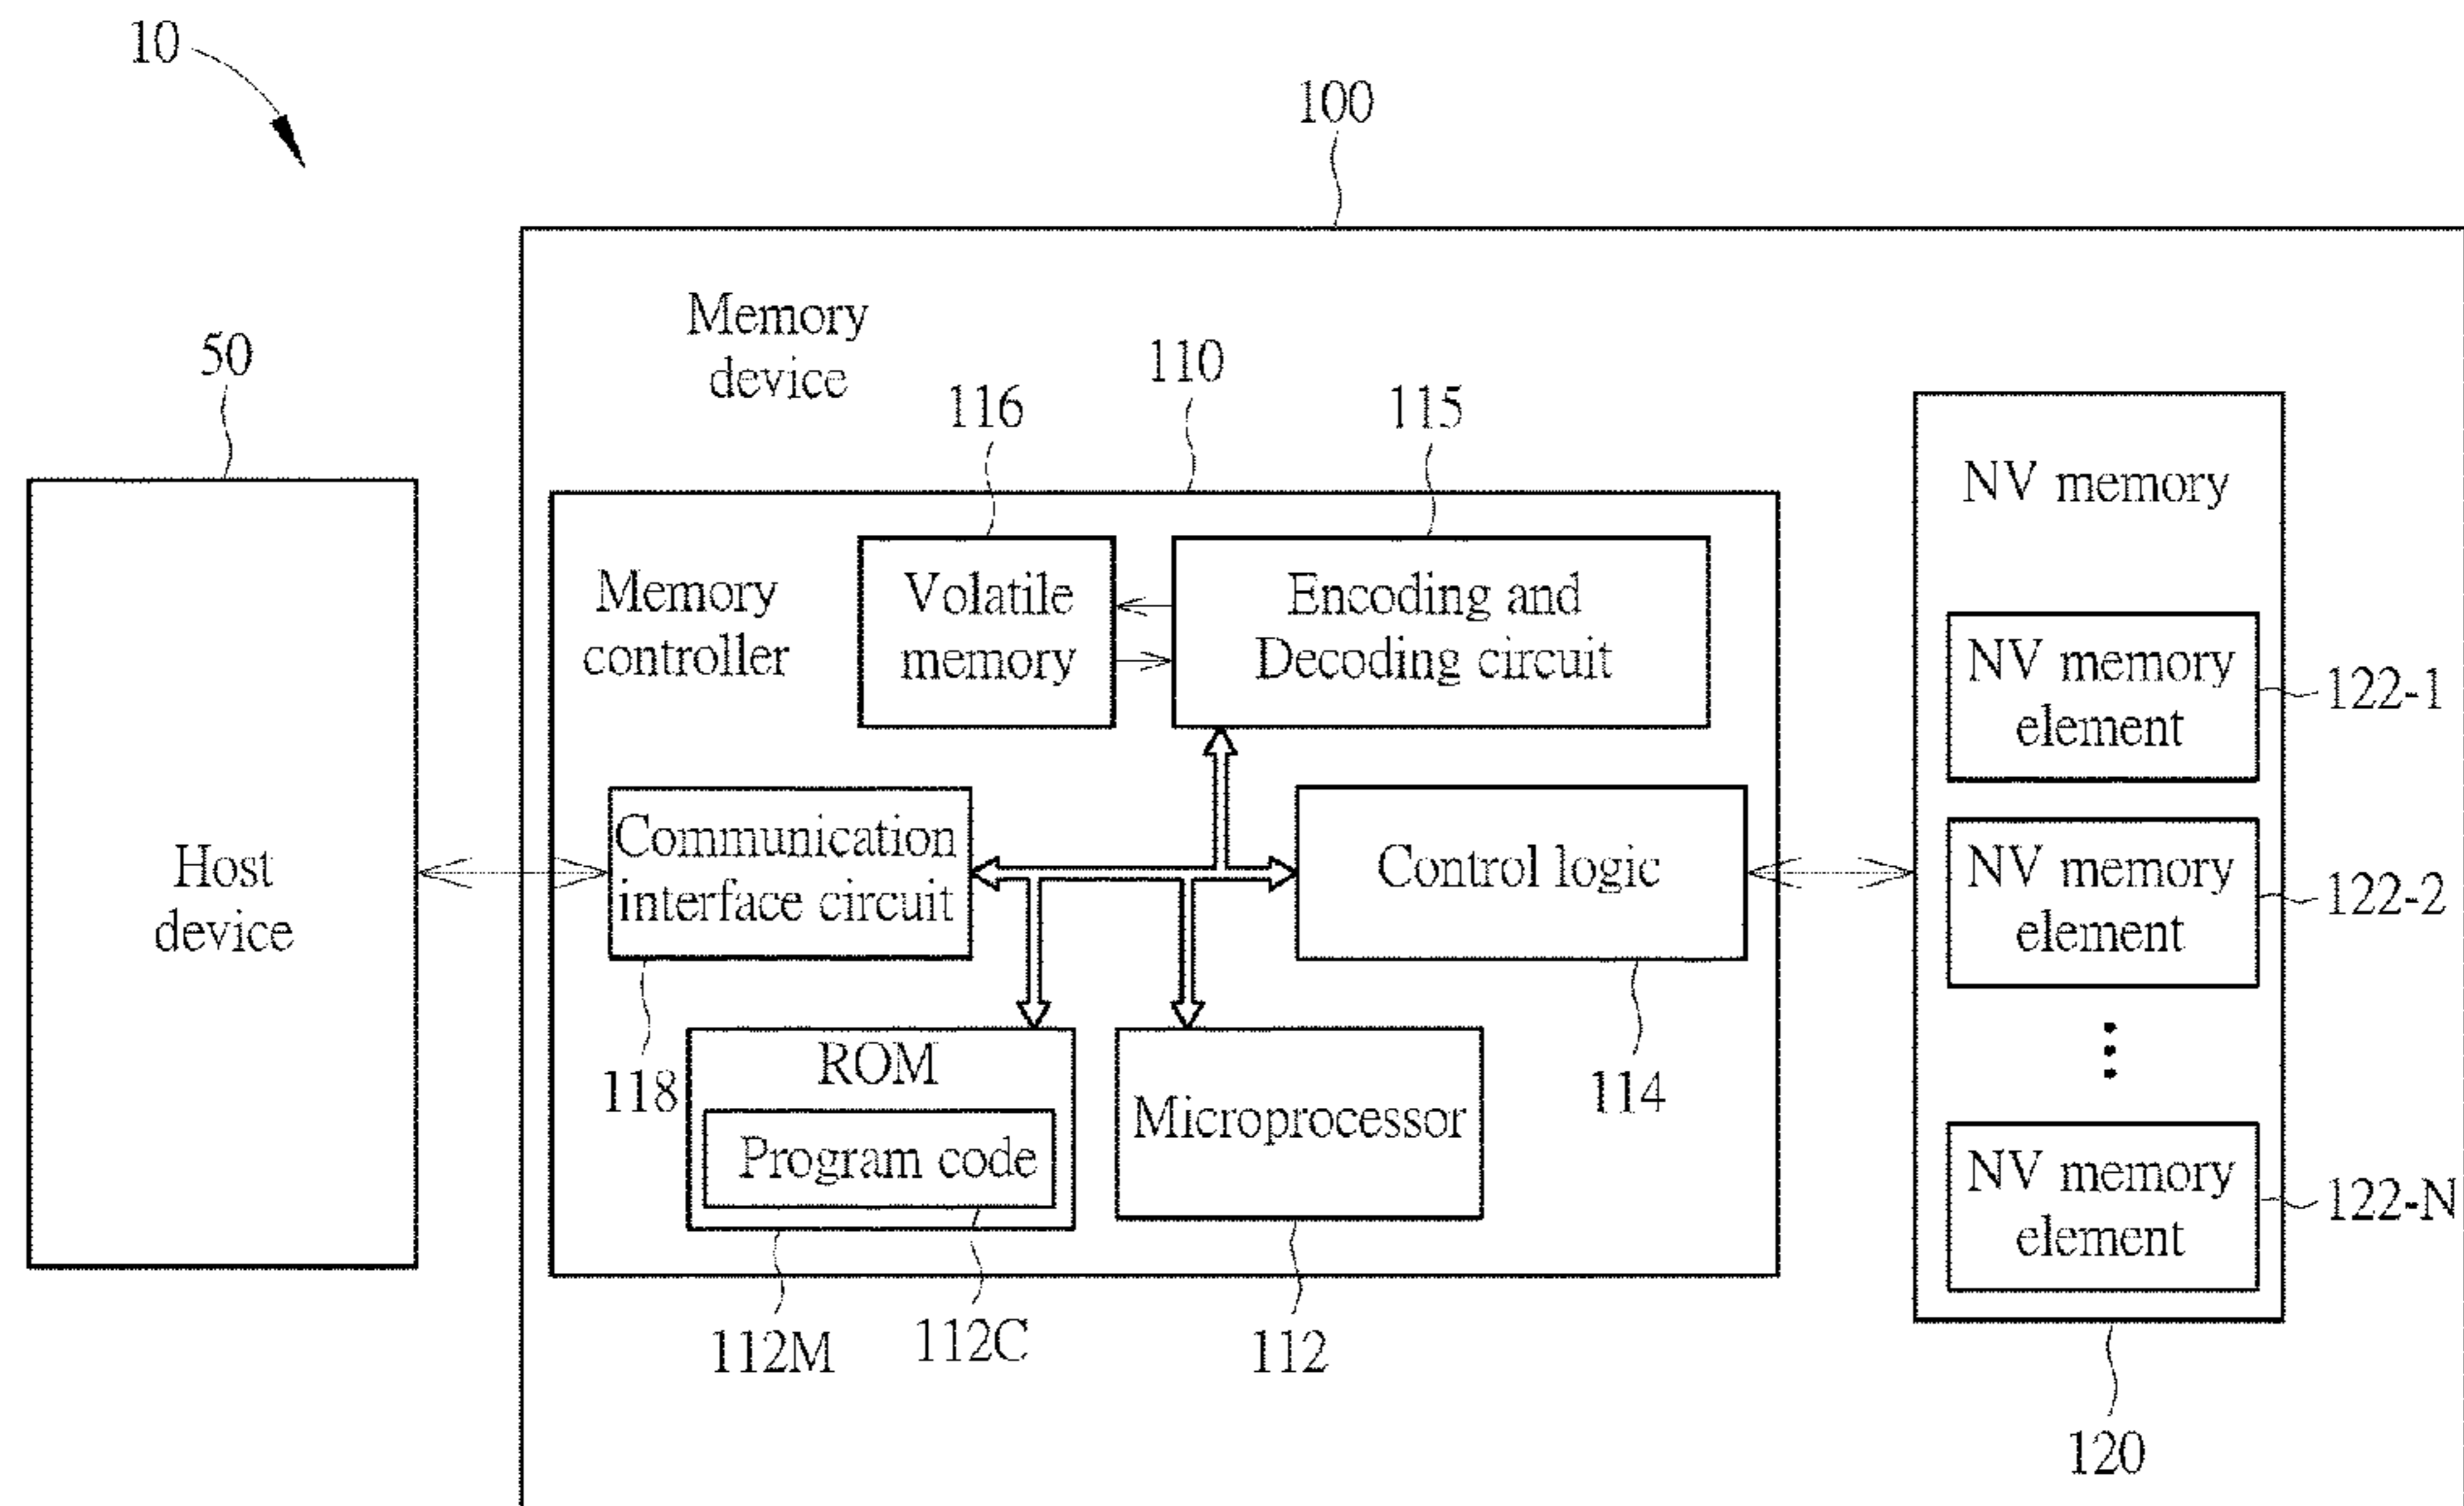 10
100
Memory
device
50
110
116
115
NV memory
Memory
controller
Volatile
memory
Encoding and
Decoding circuit
NV memory
element
122-1
Communication
interface circuit
Control logic
NV memory
element
122-2
Host
device
118
ROM
Program code
Microprocessor
114
NV memory
element
122-N
112M
112C
112
120